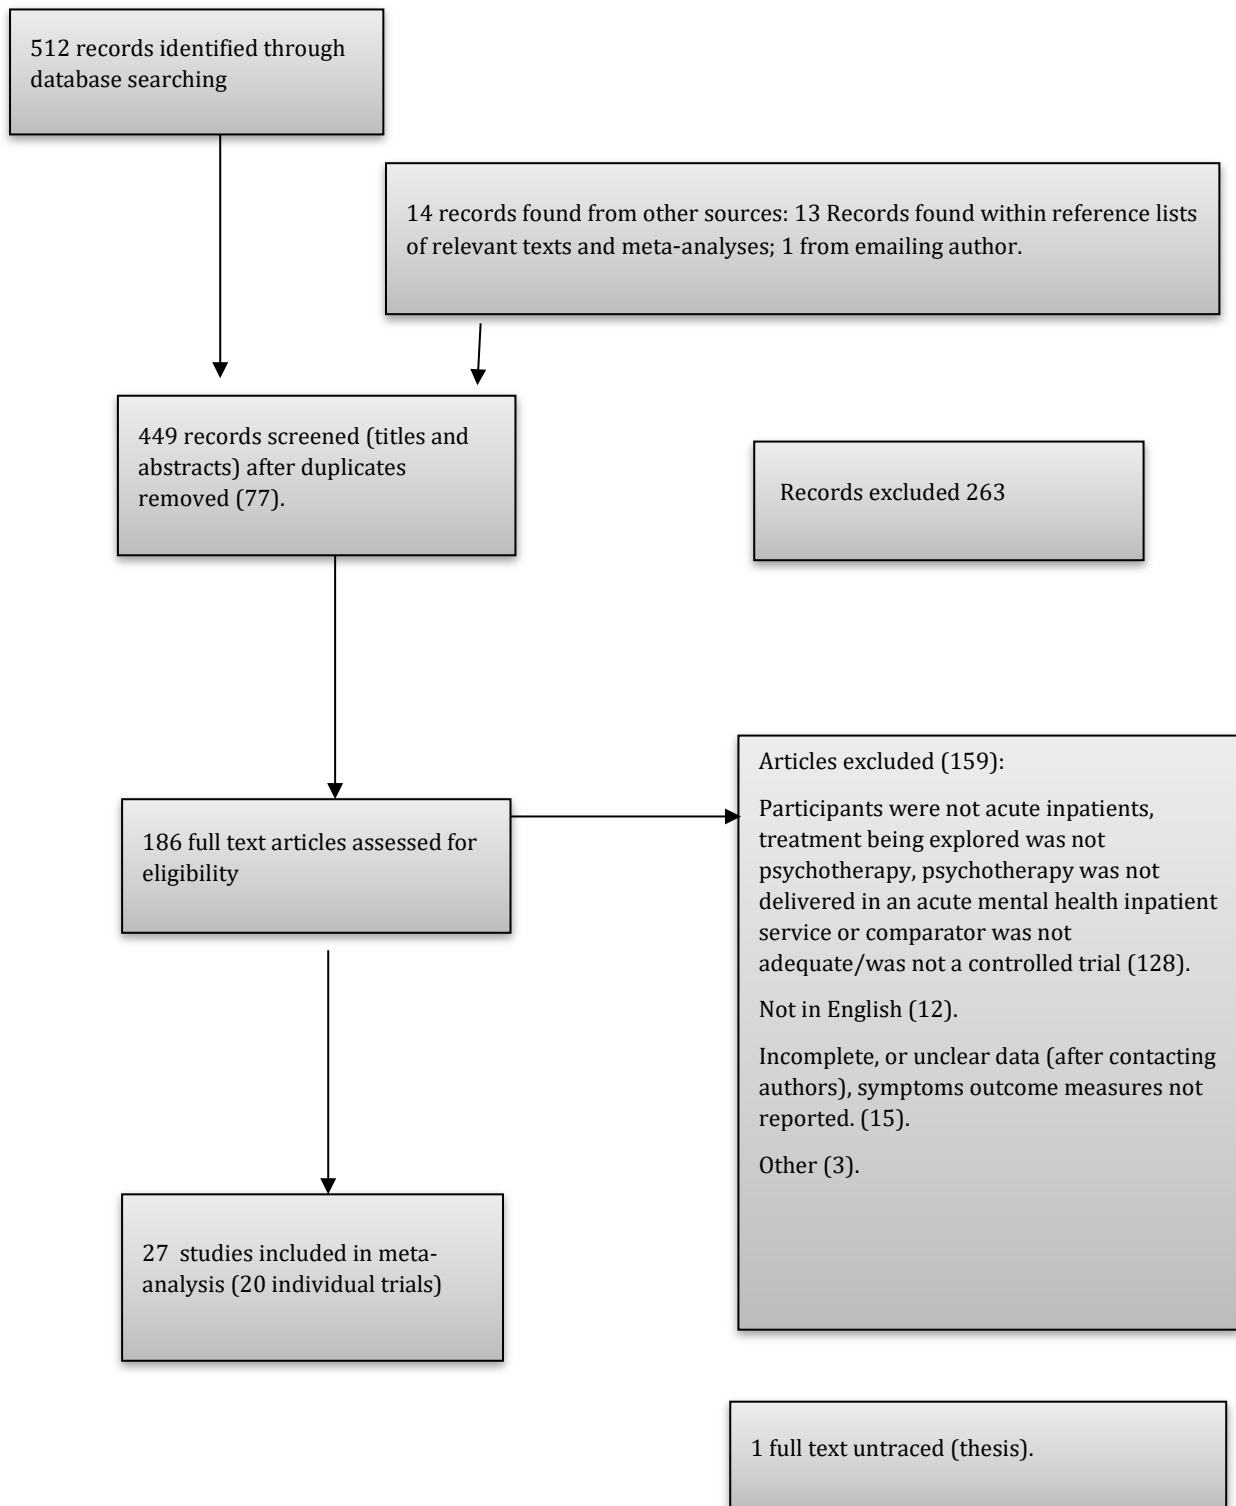 512 records identified through
database searching
14 records found from other sources: 13 Records found within reference lists
of relevant texts and meta-analyses; 1 from emailing author.
449 records screened (titles and
abstracts) after duplicates
removed (77).
Records excluded 263
186 full text articles assessed for
eligibility
Articles excluded (159):
Participants were not acute inpatients,
treatment being explored was not
psychotherapy, psychotherapy was not
delivered in an acute mental health inpatient
service or comparator was not
adequate/was not a controlled trial (128).
Not in English (12).
Incomplete, or unclear data (after contacting
authors), symptoms outcome measures not
reported. (15).
Other (3).
27  studies included in meta-
analysis (20 individual trials)
1 full text untraced (thesis).